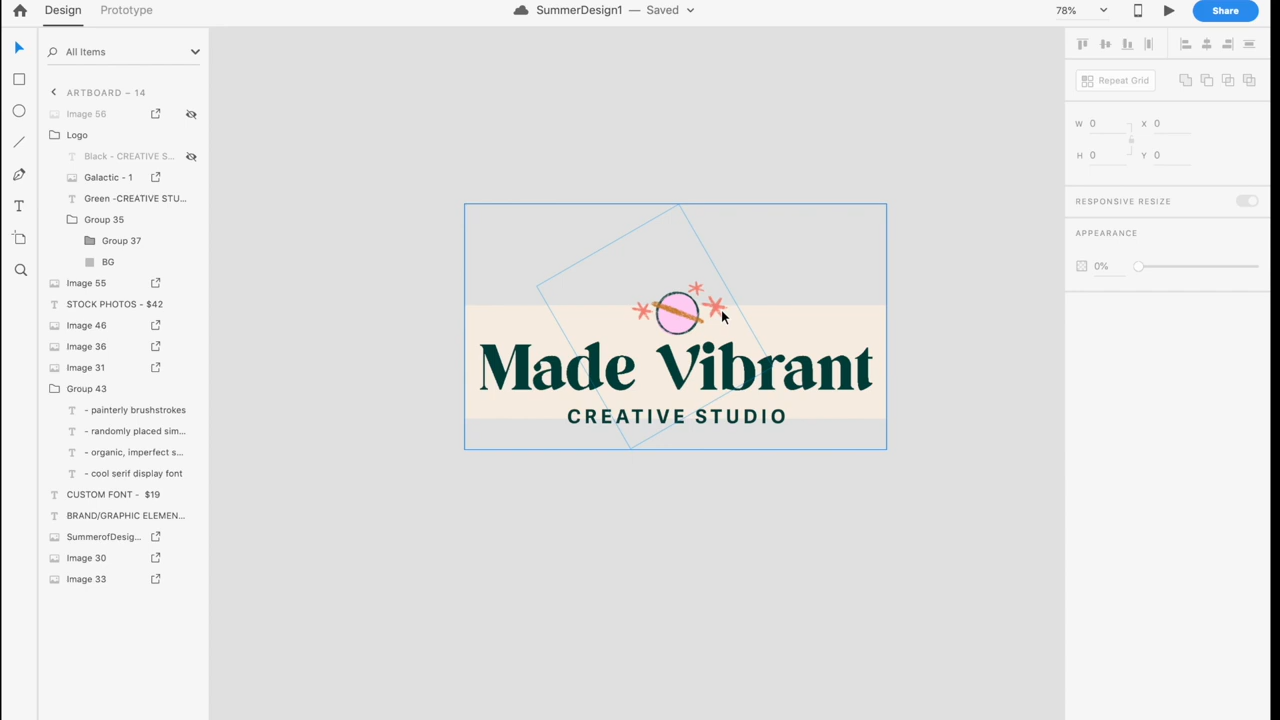 Design
Prototype
SummerDesign1 — Saved
78%
Share
All Items
ARTBOARD – 14
Image 56
Logo
Black - CREATIVE S...
Galactic - 1
Green -CREATIVE STU...
Group 35
Group 37
BG
Image 55
STOCK PHOTOS - $42
Image 46
Image 36
Image 31
Group 43
- painterly brushstrokes
- randomly placed sim...
- organic, imperfect s...
- cool serif display font
CUSTOM FONT - $19
BRAND/GRAPHIC ELEMEN...
SummerofDesig...
Image 30
Image 33
Made Vibrant
CREATIVE STUDIO
Repeat Grid
W 0 X 0
H 0 Y 0
RESPONSIVE RESIZE
APPEARANCE
0%